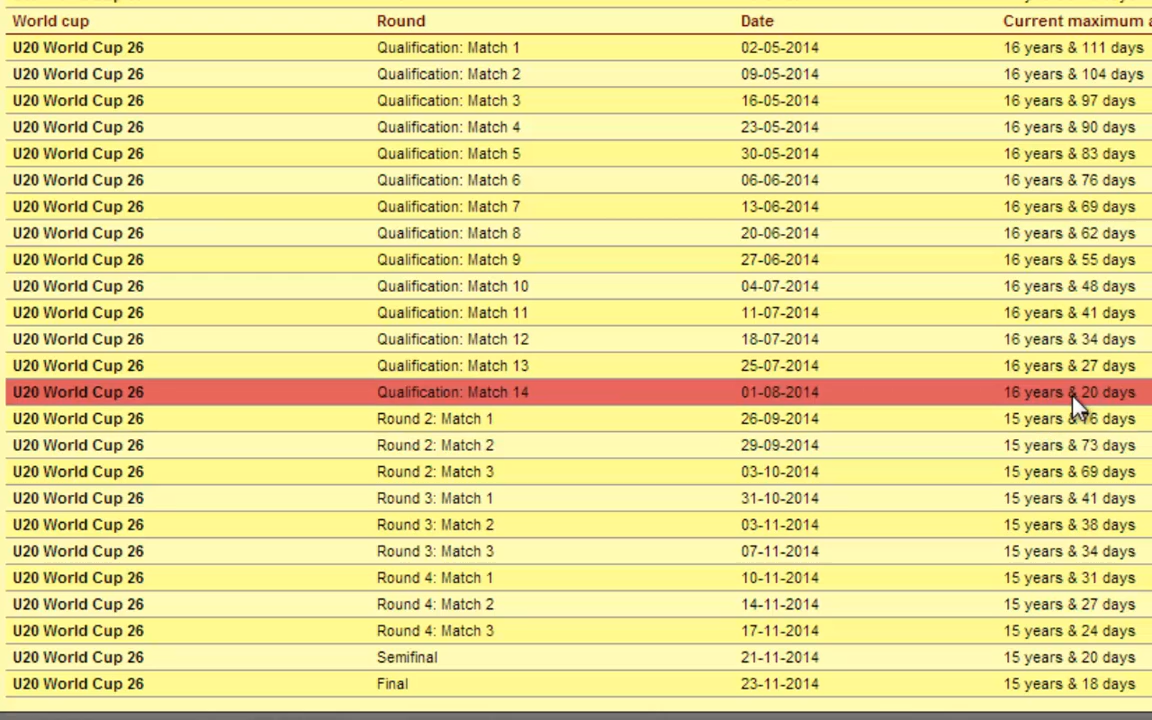 World cup Round Date Current maximum
U20 World Cup 26 Qualification: Match 1 02-05-2014 16 years & 111 days
U20 World Cup 26 Qualification: Match 2 09-05-2014 16 years & 104 days
U20 World Cup 26 Qualification: Match 3 16-05-2014 16 years & 97 days
U20 World Cup 26 Qualification: Match 4 23-05-2014 16 years & 90 days
U20 World Cup 26 Qualification: Match 5 30-05-2014 16 years & 83 days
U20 World Cup 26 Qualification: Match 6 06-06-2014 16 years & 76 days
U20 World Cup 26 Qualification: Match 7 13-06-2014 16 years & 69 days
U20 World Cup 26 Qualification: Match 8 20-06-2014 16 years & 62 days
U20 World Cup 26 Qualification: Match 9 27-06-2014 16 years & 55 days
U20 World Cup 26 Qualification: Match 10 04-07-2014 16 years & 48 days
U20 World Cup 26 Qualification: Match 11 11-07-2014 16 years & 41 days
U20 World Cup 26 Qualification: Match 12 18-07-2014 16 years & 34 days
U20 World Cup 26 Qualification: Match 13 25-07-2014 16 years & 27 days
U20 World Cup 26 Qualification: Match 14 01-08-2014 16 years & 20 days
U20 World Cup 26 Round 2: Match 1 26-09-2014 15 years & 76 days
U20 World Cup 26 Round 2: Match 2 29-09-2014 15 years & 73 days
U20 World Cup 26 Round 2: Match 3 03-10-2014 15 years & 69 days
U20 World Cup 26 Round 3: Match 1 31-10-2014 15 years & 41 days
U20 World Cup 26 Round 3: Match 2 03-11-2014 15 years & 38 days
U20 World Cup 26 Round 3: Match 3 07-11-2014 15 years & 34 days
U20 World Cup 26 Round 4: Match 1 10-11-2014 15 years & 31 days
U20 World Cup 26 Round 4: Match 2 14-11-2014 15 years & 27 days
U20 World Cup 26 Round 4: Match 3 17-11-2014 15 years & 24 days
U20 World Cup 26 Semifinal 21-11-2014 15 years & 20 days
U20 World Cup 26 Final 23-11-2014 15 years & 18 days